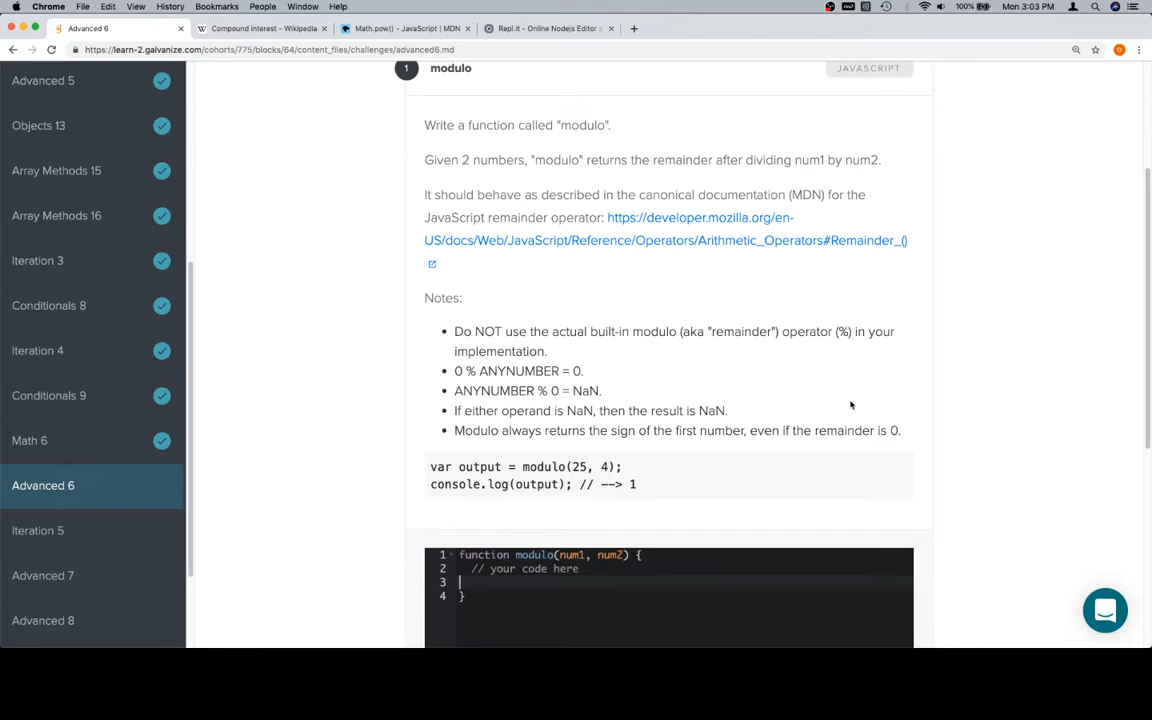 Chrome File Edit View History Bookmarks People Window Help 100% Mon 3:03 PM
Advanced 6 × Compound interest - Wikipedia × Math.pow() - JavaScript | MDN × Repl.it - Online Nodejs Editor a × +
https://learn-2.galvanize.com/cohorts/775/blocks/64/content_files/challenges/advanced6.md
Advanced 5
Objects 13
Array Methods 15
Array Methods 16
Iteration 3
Conditionals 8
Iteration 4
Conditionals 9
Math 6
Advanced 6
Iteration 5
Advanced 7
Advanced 8
1 modulo JAVASCRIPT
Write a function called "modulo".
Given 2 numbers, "modulo" returns the remainder after dividing num1 by num2.
It should behave as described in the canonical documentation (MDN) for the
JavaScript remainder operator: https://developer.mozilla.org/en-
US/docs/Web/JavaScript/Reference/Operators/Arithmetic_Operators#Remainder_()
Notes:
• Do NOT use the actual built-in modulo (aka "remainder") operator (%) in your
implementation.
• 0 % ANYNUMBER = 0.
• ANYNUMBER % 0 = NaN.
• If either operand is NaN, then the result is NaN.
• Modulo always returns the sign of the first number, even if the remainder is 0.
var output = modulo(25, 4);
console.log(output); // --> 1
1 function modulo(num1, num2) {
2 // your code here
3
4 }